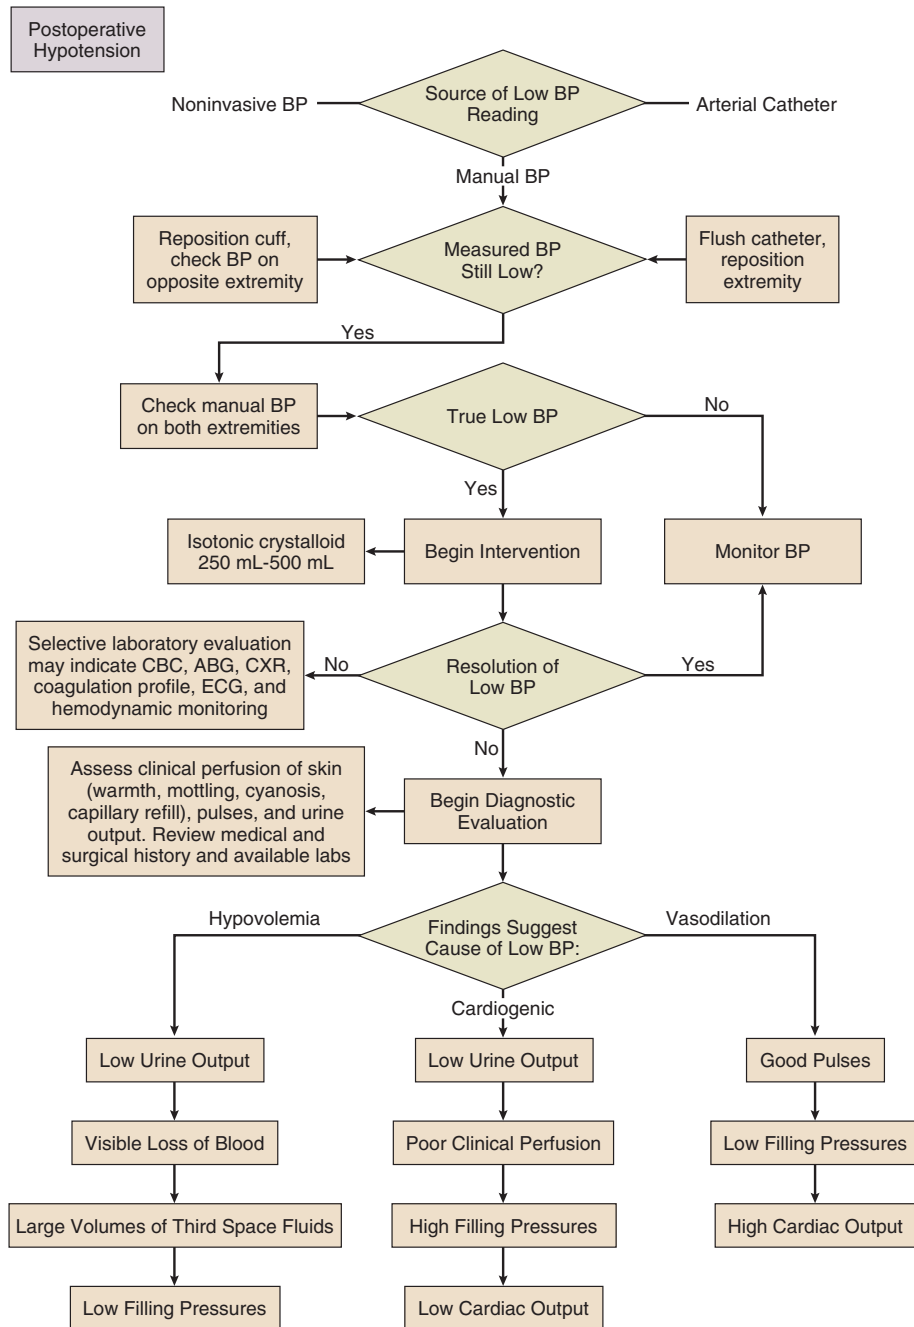 Postoperative
Hypotension
Source of Low BP
Reading
Noninvasive BP
Arterial Catheter
Manual BP
Reposition cuff,
check BP on
opposite extremity
Measured BP
Still Low?
Flush catheter,
reposition
extremity
Yes
Check manual BP
on both extremities
True Low BP
No
Yes
Isotonic crystalloid
250 mL-500 mL
Begin Intervention
Monitor BP
Selective laboratory evaluation
may indicate CBC, ABG, CXR,
coagulation profile, ECG, and
hemodynamic monitoring
No
Resolution of
Low BP
Yes
No
Assess clinical perfusion of skin
(warmth, mottling, cyanosis,
capillary refill), pulses, and urine
output. Review medical and
surgical history and available labs
Begin Diagnostic
Evaluation
Hypovolemia
Findings Suggest
Cause of Low BP:
Vasodilation
Cardiogenic
Low Urine Output
Low Urine Output
Good Pulses
Visible Loss of Blood
Poor Clinical Perfusion
Low Filling Pressures
Large Volumes of Third Space Fluids
High Filling Pressures
High Cardiac Output
Low Filling Pressures
Low Cardiac Output